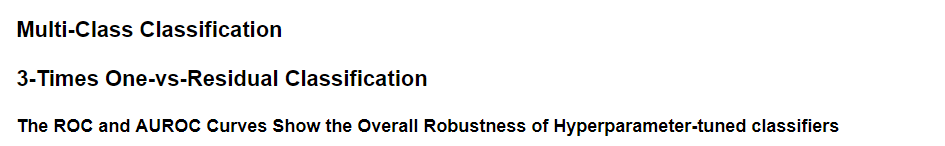 Multi-Class Classification
3-Times One-vs-Residual Classification
The ROC and AUROC Curves Show the Overall Robustness of Hyperparameter-tuned classifiers